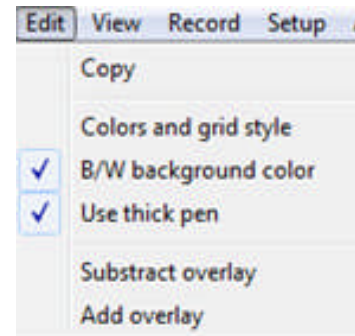 Edit View Record Setup
Copy
Colors and grid style
B/W background color
Use thick pen
Substract overlay
Add overlay